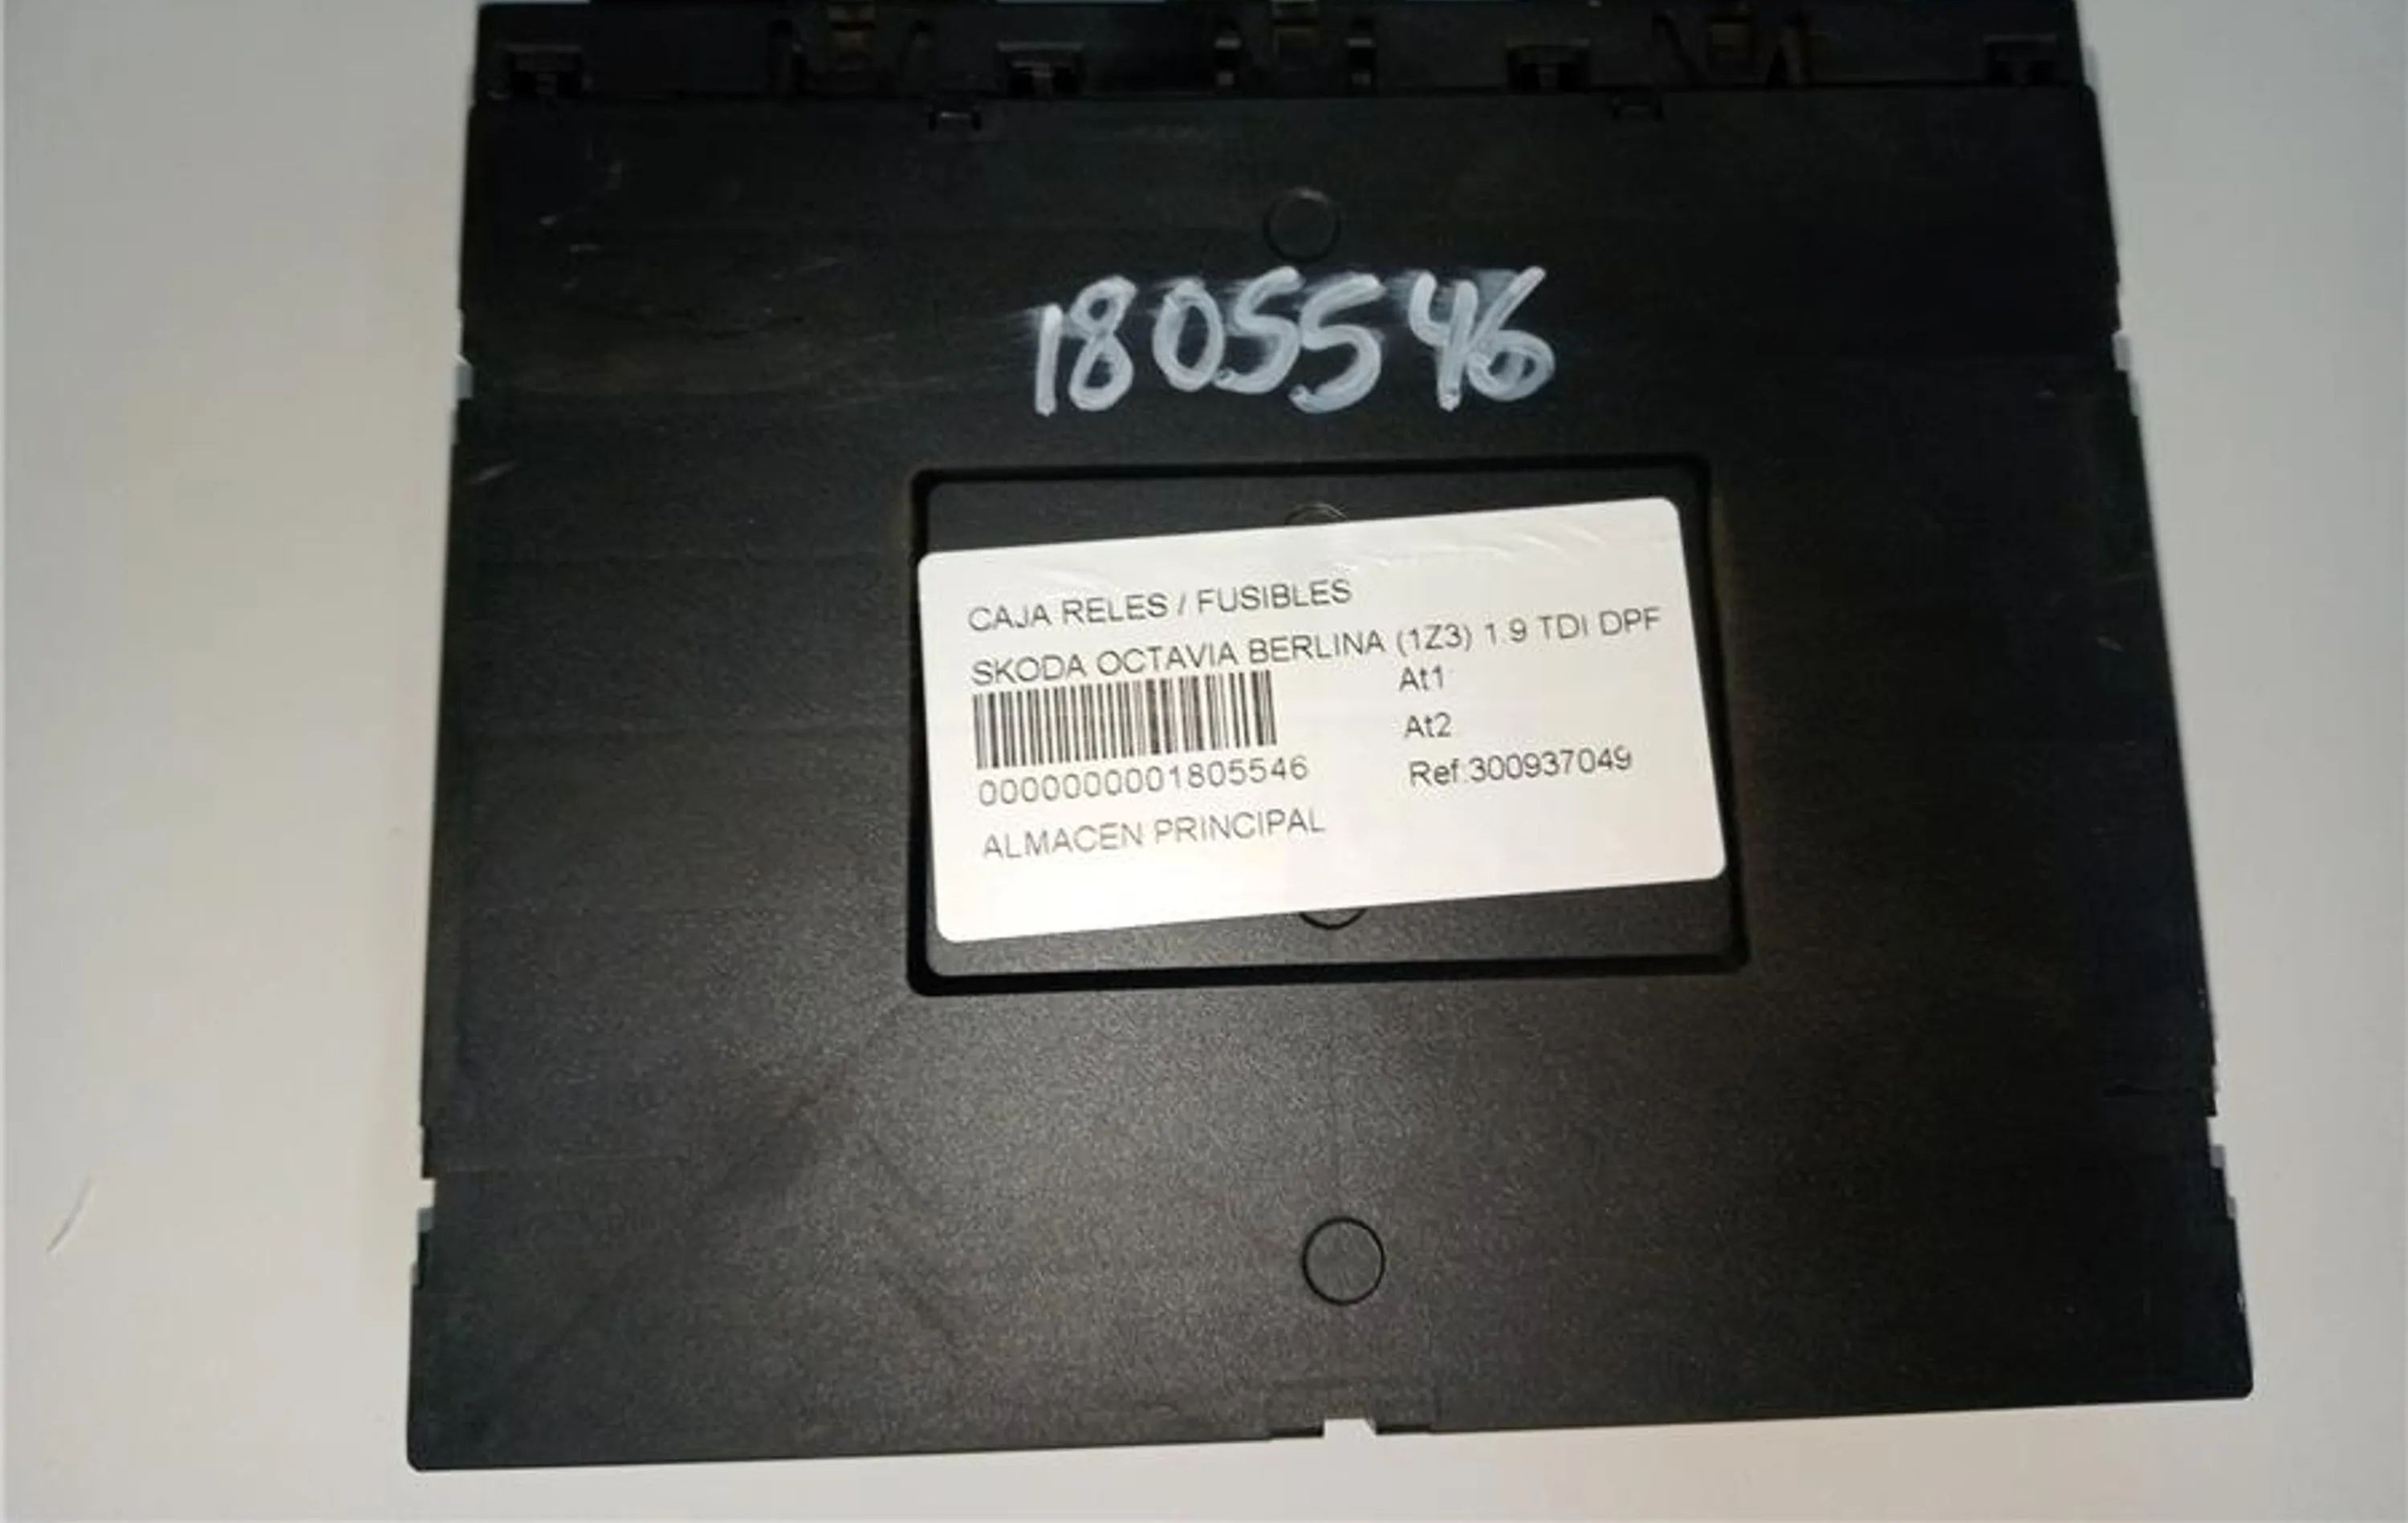 1805546
CAJA RELES / FUSIBLES
SKODA OCTAVIA BERLINA (1Z3) 1.9 TDI DPF
At1
At2
0000000001805546
Ref:300937049
ALMACEN PRINCIPAL